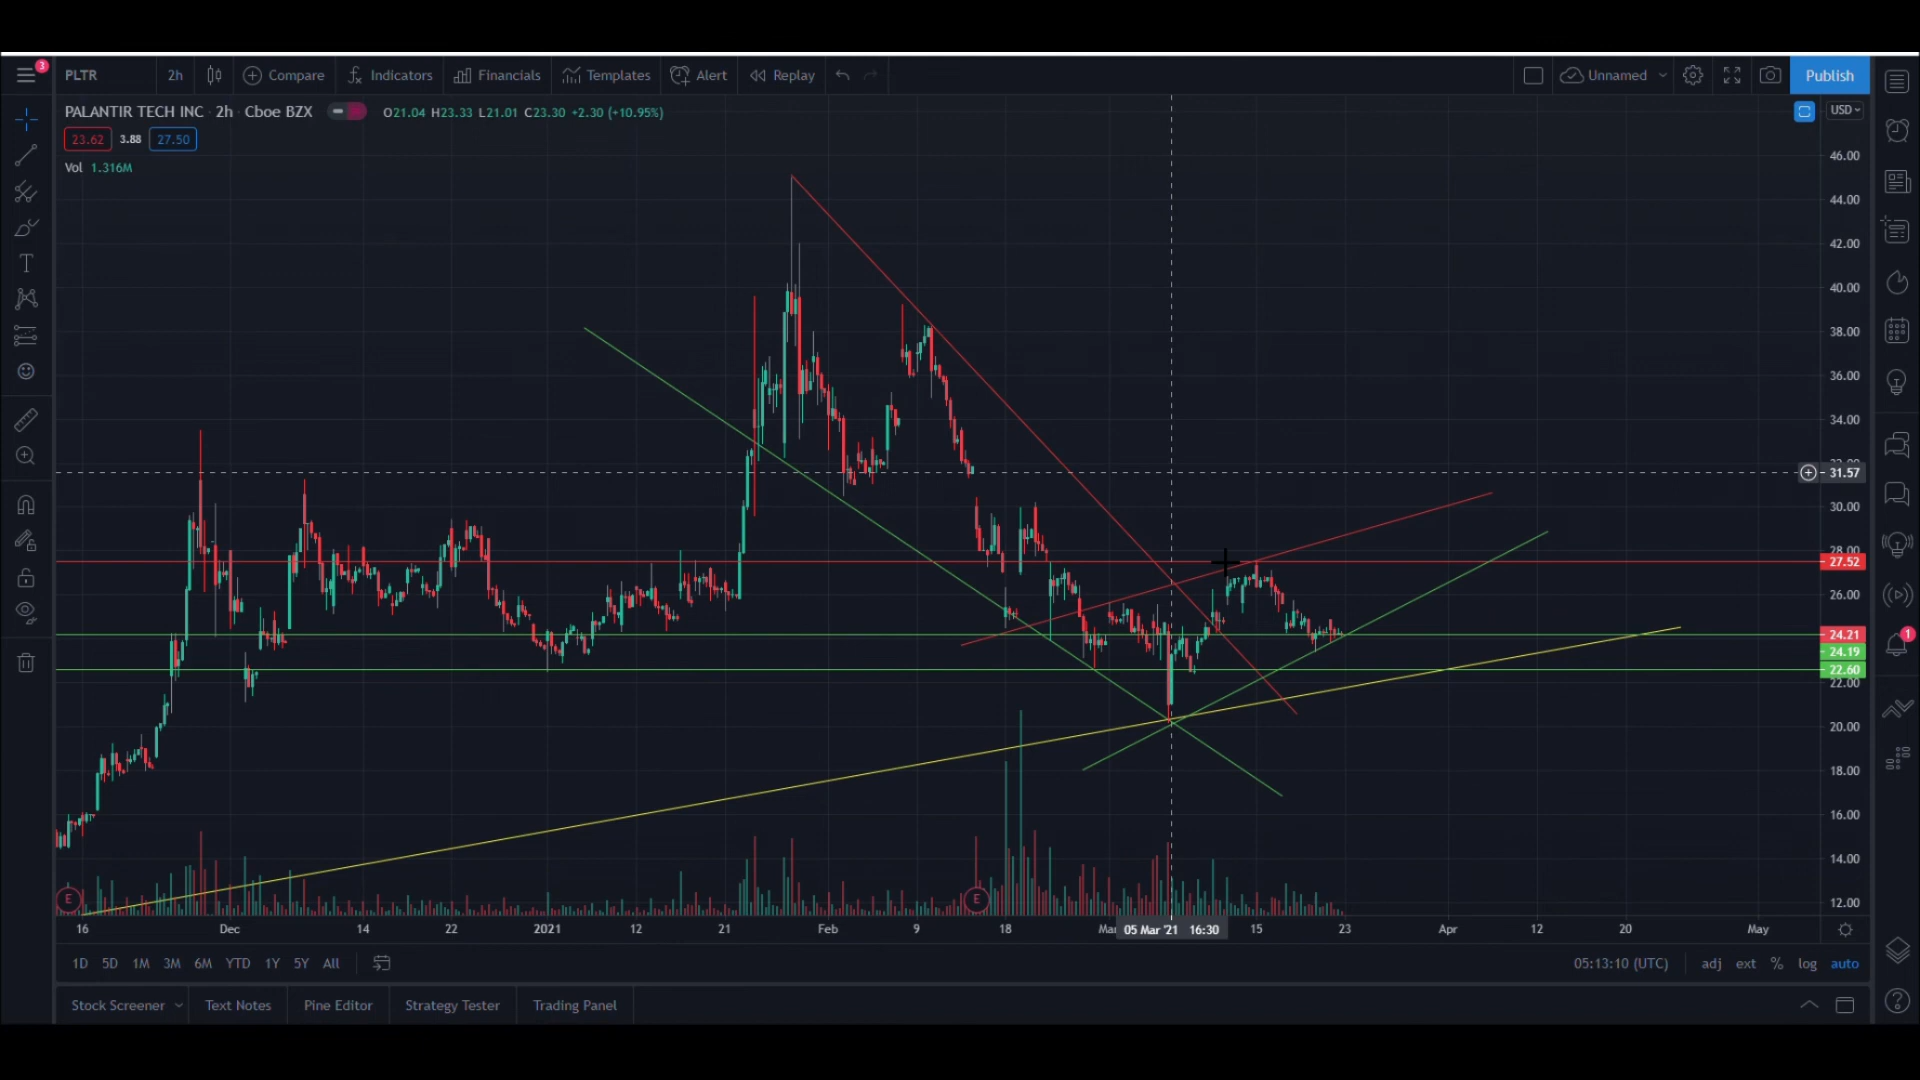 3
PLTR 2h Compare Indicators Financials Templates Alert Replay Unnamed Publish
PALANTIR TECH INC · 2h · Cboe BZX O21.04 H23.33 L21.01 C23.30 +2.30 (+10.95%)
USD
23.62 3.88 27.50
Vol 1.316M
46.00
44.00
42.00
40.00
38.00
36.00
34.00
31.57
30.00
28.00
27.52
26.00
24.21
24.19
22.60
22.00
20.00
18.00
16.00
14.00
12.00
1
E E
16 Dec 14 22 2021 12 21 Feb 9 18 Mar 05 Mar '21 16:30 15 23 Apr 12 20 May
1D 5D 1M 3M 6M YTD 1Y 5Y All 05:13:10 (UTC) adj ext % log auto
Stock Screener Text Notes Pine Editor Strategy Tester Trading Panel